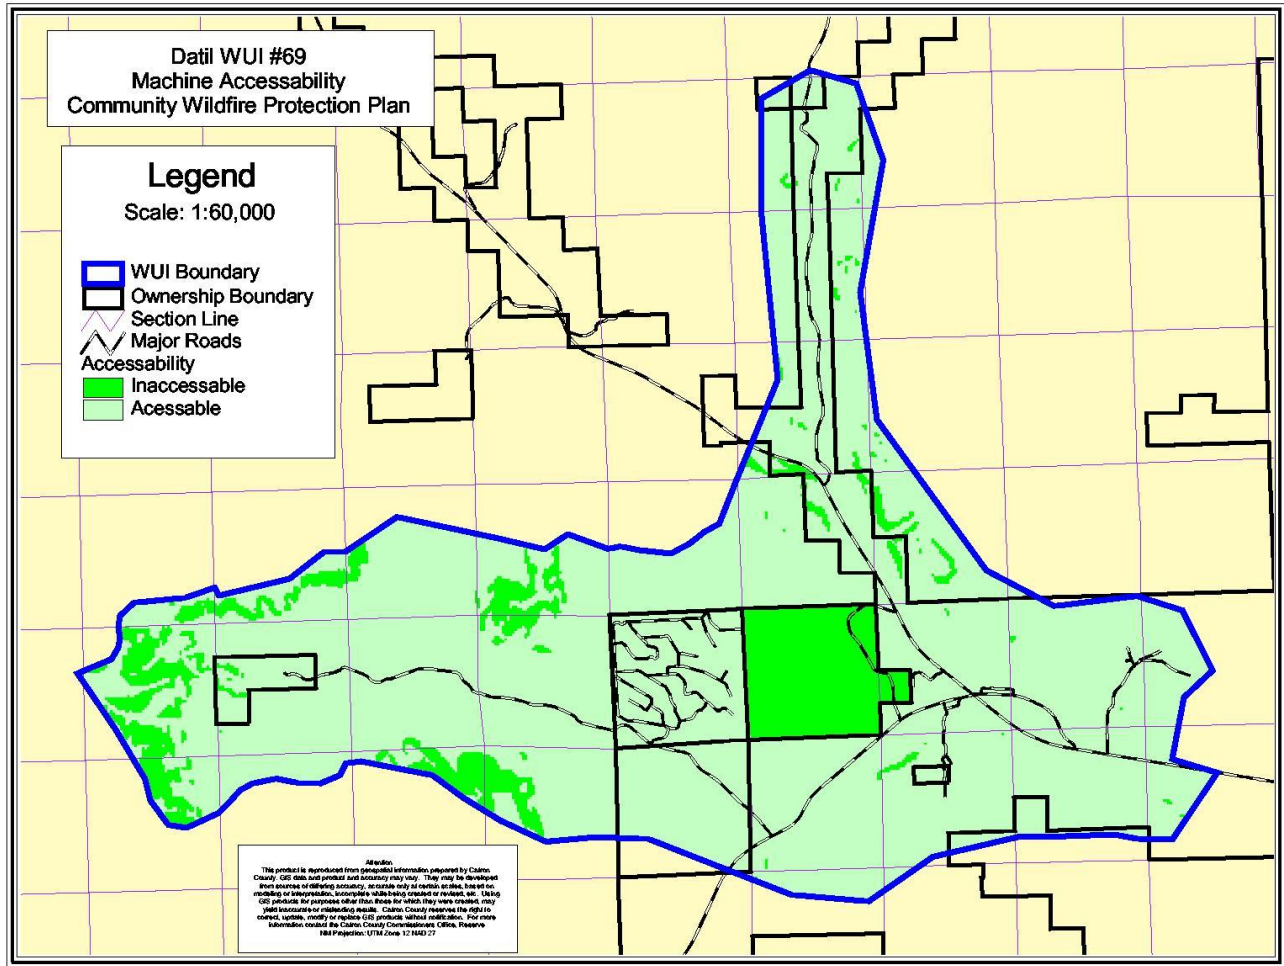 Datil WUI #69
Machine Accessability
Community Wildfire Protection Plan
Legend
Scale: 1:60,000
WUI Boundary
Ownership Boundary
Section Line
Major Roads
Accessability
Inaccessable
Acessable
Attention
This product is reproduced from geospatial information prepared by Catron
County. GIS data and product and accuracy may vary. They may be developed
from sources of differing accuracy, accurate only at certain scales, based on
modeling or interpretation, incomplete while being created or revised, etc. Using
GIS products for purposes other than those for which they were created, may
yield inaccurate or misleading results. Catron County reserves the right to
correct, update, modify or replace GIS products without notification. For more
information contact the Catron County Commissioners Office, Reserve
NM Projection: UTM Zone 12 NAD 27